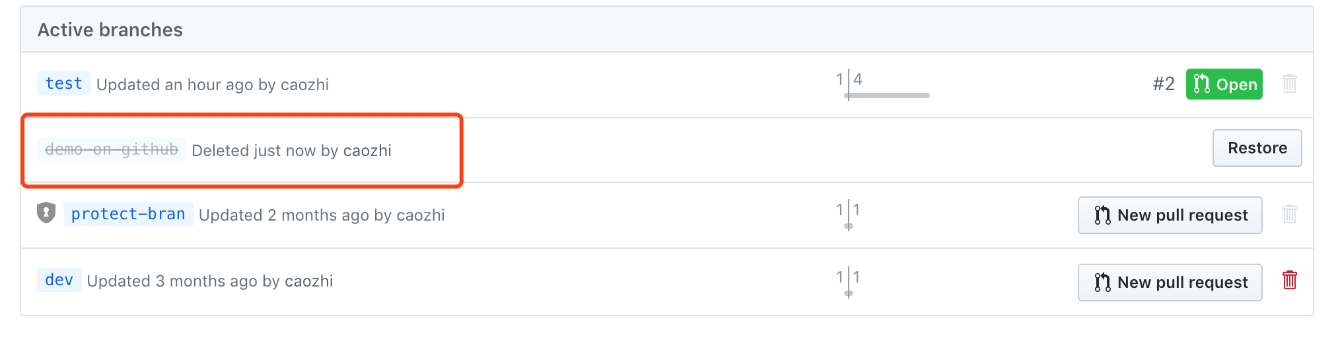 Active branches
test Updated an hour ago by caozhi 1 4 #2 Open
demo-on-github Deleted just now by caozhi Restore
protect-bran Updated 2 months ago by caozhi 1 1 New pull request
dev Updated 3 months ago by caozhi 1 1 New pull request